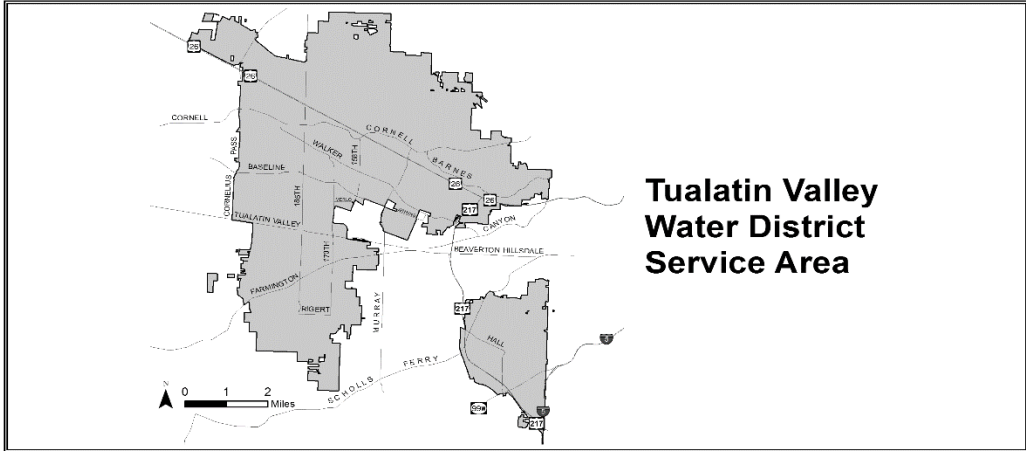 26
26
CORNELL
CORNELL
PASS
WALKER
158TH
BARNES
BASELINE
26
185TH
26
217
CORNELIUS
CANYON
TUALATIN VALLEY
170TH
BEAVERTON HILLSDALE
FARMINGTON
RIGERT
MURRAY
217
HALL
5
SCHOLLS FERRY
N
0 1 2
Miles
99W
5
217
Tualatin Valley
Water District
Service Area